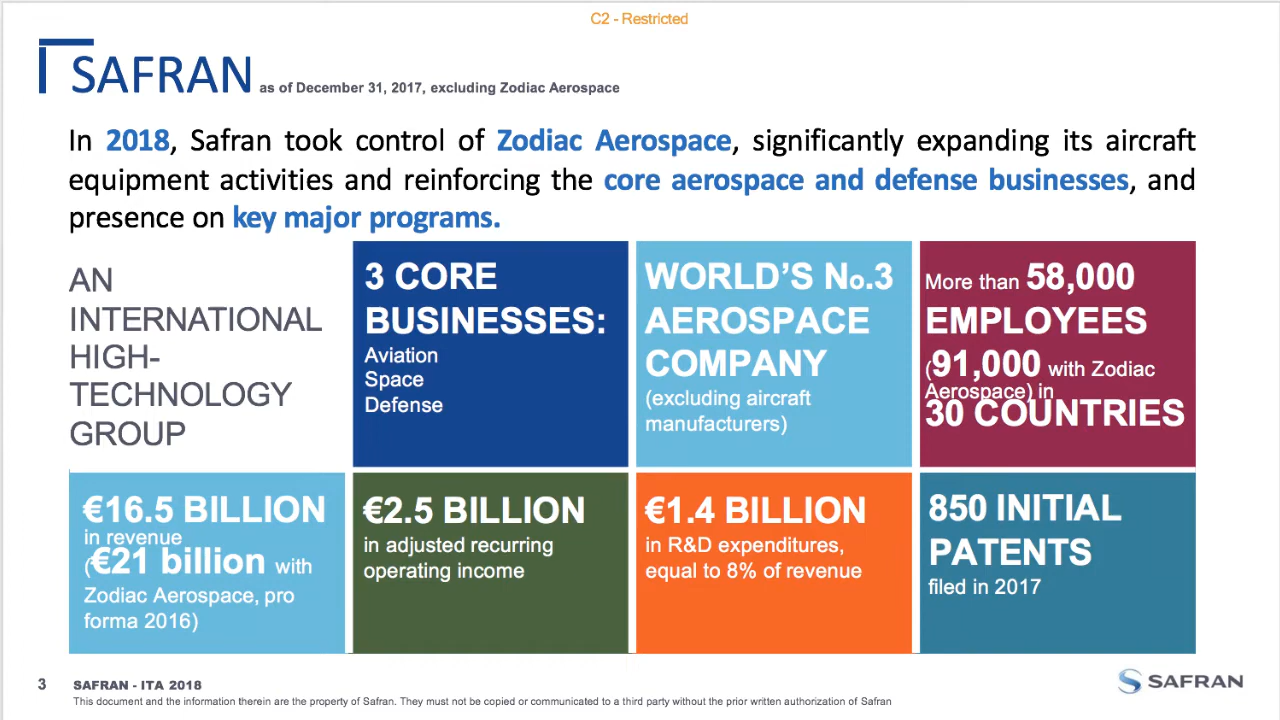 C2 - Restricted
SAFRAN as of December 31, 2017, excluding Zodiac Aerospace
In 2018, Safran took control of Zodiac Aerospace, significantly expanding its aircraft
equipment activities and reinforcing the core aerospace and defense businesses, and
presence on key major programs.
AN
INTERNATIONAL
HIGH-
TECHNOLOGY
GROUP
3 CORE
BUSINESSES:
Aviation
Space
Defense
WORLD'S No.3
AEROSPACE
COMPANY
(excluding aircraft
manufacturers)
More than 58,000
EMPLOYEES
(91,000 with Zodiac
Aerospace) in
30 COUNTRIES
€16.5 BILLION
in revenue
(€21 billion with
Zodiac Aerospace, pro
forma 2016)
€2.5 BILLION
in adjusted recurring
operating income
€1.4 BILLION
in R&D expenditures,
equal to 8% of revenue
850 INITIAL
PATENTS
filed in 2017
3 SAFRAN - ITA 2018
This document and the information therein are the property of Safran. They must not be copied or communicated to a third party without the prior written authorization of Safran
SAFRAN